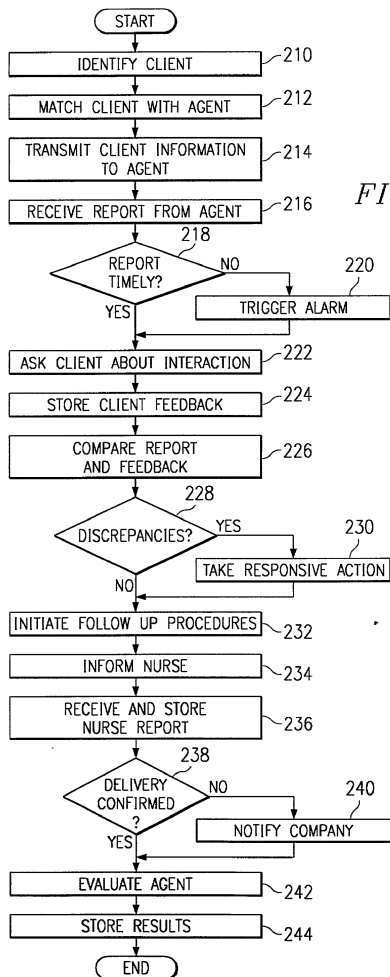 START
IDENTIFY CLIENT
210
MATCH CLIENT WITH AGENT
212
TRANSMIT CLIENT INFORMATION
TO AGENT
214
RECEIVE REPORT FROM AGENT
216
FI
218
REPORT
TIMELY?
NO
YES
220
TRIGGER ALARM
ASK CLIENT ABOUT INTERACTION
222
STORE CLIENT FEEDBACK
224
COMPARE REPORT
AND FEEDBACK
226
228
DISCREPANCIES?
YES
NO
230
TAKE RESPONSIVE ACTION
INITIATE FOLLOW UP PROCEDURES
232
INFORM NURSE
234
RECEIVE AND STORE
NURSE REPORT
236
238
DELIVERY
CONFIRMED
?
NO
YES
240
NOTIFY COMPANY
EVALUATE AGENT
242
STORE RESULTS
244
END